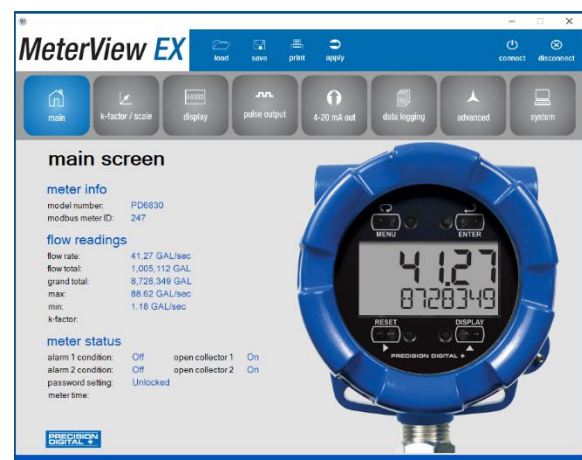 MeterView EX
load save print apply connect disconnect
main k-factor / scale display pulse output 4-20 mA out data logging advanced system
main screen
meter info
model number: PD6830
modbus meter ID: 247
flow readings
flow rate: 41.27 GAL/sec
flow total: 1,005,112 GAL
grand total: 8,728,349 GAL
max: 88.62 GAL/sec
min: 1.18 GAL/sec
k-factor:
meter status
alarm 1 condition: Off open collector 1 On
alarm 2 condition: Off open collector 2 On
password setting: Unlocked
meter time:
PRECISION
DIGITAL
MENU ENTER
41.27
8728349
RESET DISPLAY
PRECISION DIGITAL